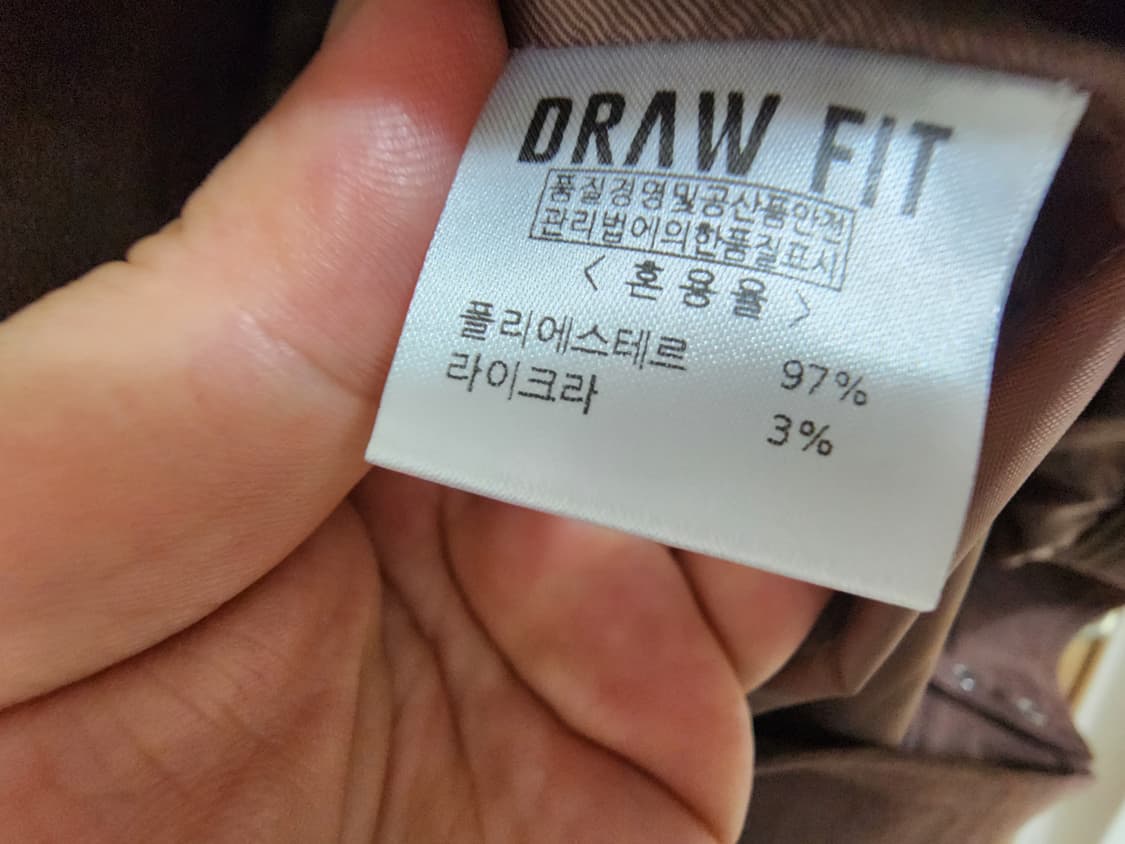 DRAW FIT
품질경영및공산품안전
관리법에의한품질표시
< 혼용율 >
폴리에스테르 97%
라이크라 3%